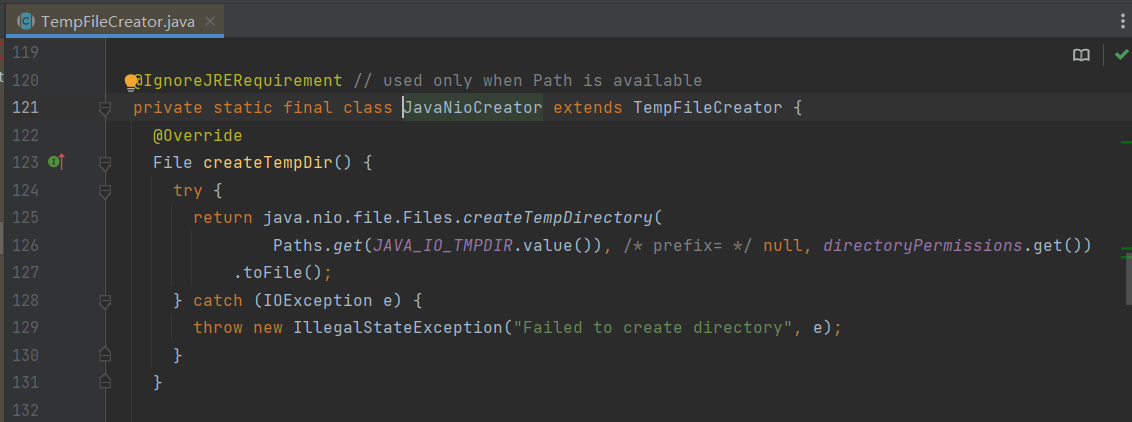 TempFileCreator.java
119
120 @IgnoreJRERequirement // used only when Path is available
121 private static final class JavaNioCreator extends TempFileCreator {
122 @Override
123 File createTempDir() {
124 try {
125 return java.nio.file.Files.createTempDirectory(
126 Paths.get(JAVA_IO_TMPDIR.value()), /* prefix= */ null, directoryPermissions.get())
127 .toFile();
128 } catch (IOException e) {
129 throw new IllegalStateException("Failed to create directory", e);
130 }
131 }
132